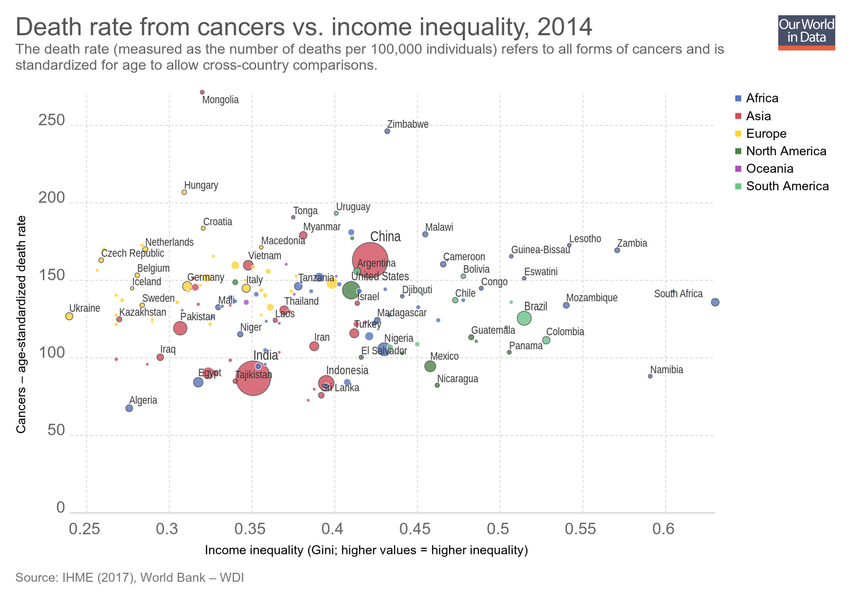 Death rate from cancers vs. income inequality, 2014
The death rate (measured as the number of deaths per 100,000 individuals) refers to all forms of cancers and is
standardized for age to allow cross-country comparisons.
Our World
in Data
Africa
Asia
Europe
North America
Oceania
South America
Cancers – age-standardized death rate
250
200
150
100
50
0
Mongolia
Zimbabwe
Hungary
Tonga
Uruguay
Croatia
Myanmar
China
Malawi
Netherlands
Macedonia
Lesotho
Guinea-Bissau
Zambia
Czech Republic
Vietnam
Cameroon
Belgium
Argentina
Bolivia
Germany
Italy
Tanzania
United States
Eswatini
Iceland
Congo
Djibouti
Chile
South Africa
Sweden
Mali
Thailand
Israel
Mozambique
Ukraine
Kazakhstan
Pakistan
Laos
Madagascar
Brazil
Niger
Turkey
Iran
Nigeria
Guatemala
Colombia
Iraq
India
El Salvador
Panama
Mexico
Egypt
Tajikistan
Indonesia
Namibia
Sri Lanka
Nicaragua
Algeria
0.25
0.3
0.35
0.4
0.45
0.5
0.55
0.6
Income inequality (Gini; higher values = higher inequality)
Source: IHME (2017), World Bank – WDI